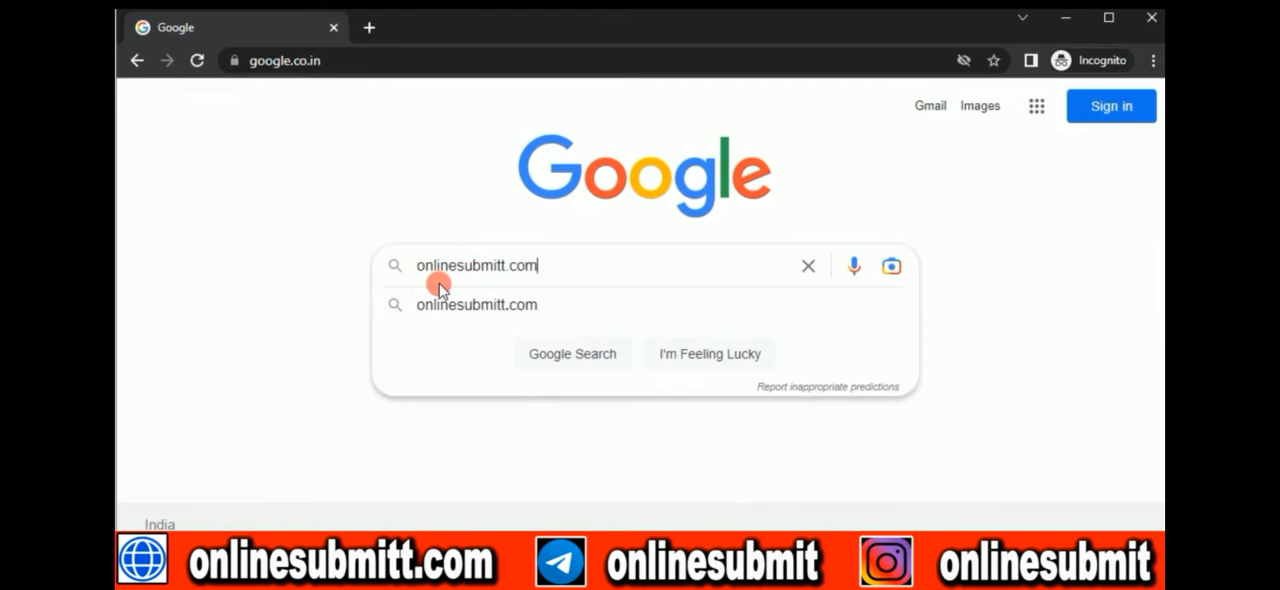 Google
google.co.in
Incognito
Gmail Images Sign in
Google
onlinesubmitt.com
onlinesubmitt.com
Google Search I'm Feeling Lucky
Report inappropriate predictions
India
onlinesubmitt.com onlinesubmit onlinesubmit